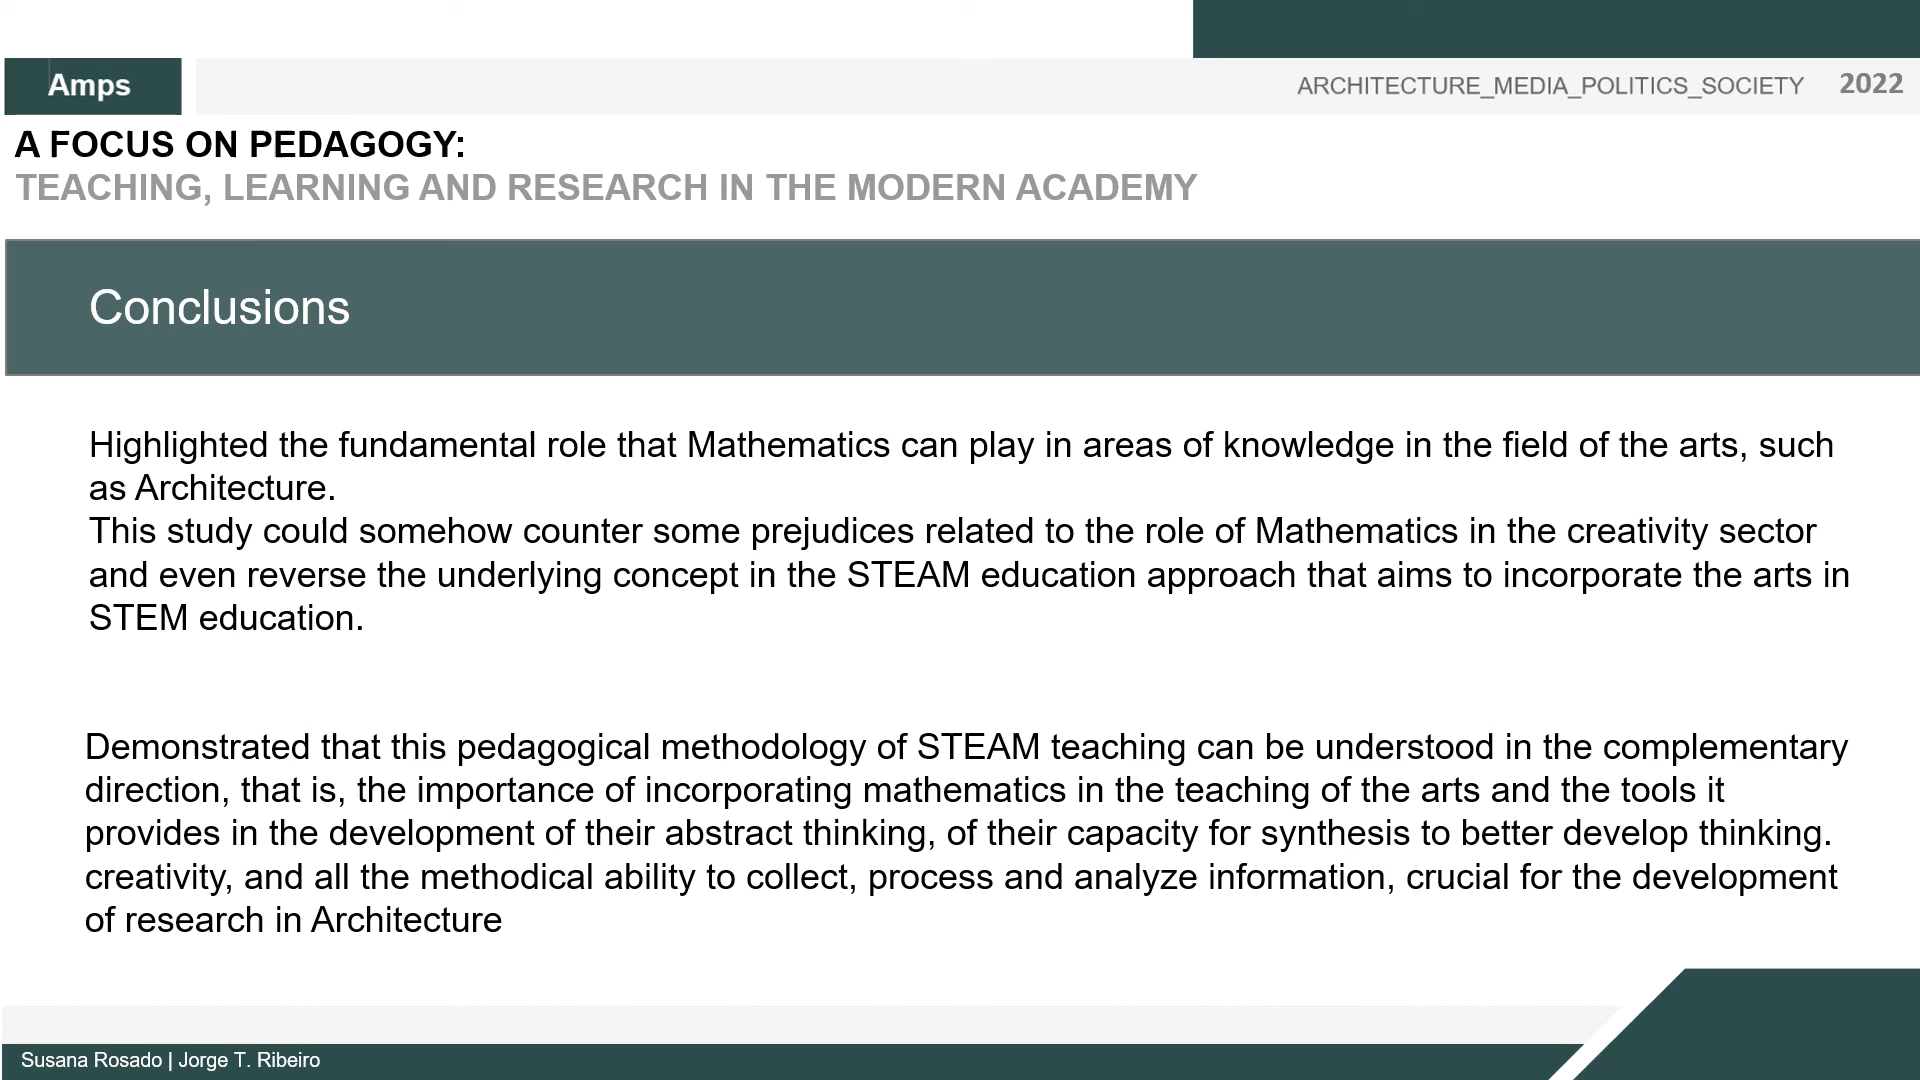 Amps
ARCHITECTURE_MEDIA_POLITICS_SOCIETY 2022
A FOCUS ON PEDAGOGY:
TEACHING, LEARNING AND RESEARCH IN THE MODERN ACADEMY
Conclusions
Highlighted the fundamental role that Mathematics can play in areas of knowledge in the field of the arts, such
as Architecture.
This study could somehow counter some prejudices related to the role of Mathematics in the creativity sector
and even reverse the underlying concept in the STEAM education approach that aims to incorporate the arts in
STEM education.
Demonstrated that this pedagogical methodology of STEAM teaching can be understood in the complementary
direction, that is, the importance of incorporating mathematics in the teaching of the arts and the tools it
provides in the development of their abstract thinking, of their capacity for synthesis to better develop thinking.
creativity, and all the methodical ability to collect, process and analyze information, crucial for the development
of research in Architecture
Susana Rosado | Jorge T. Ribeiro